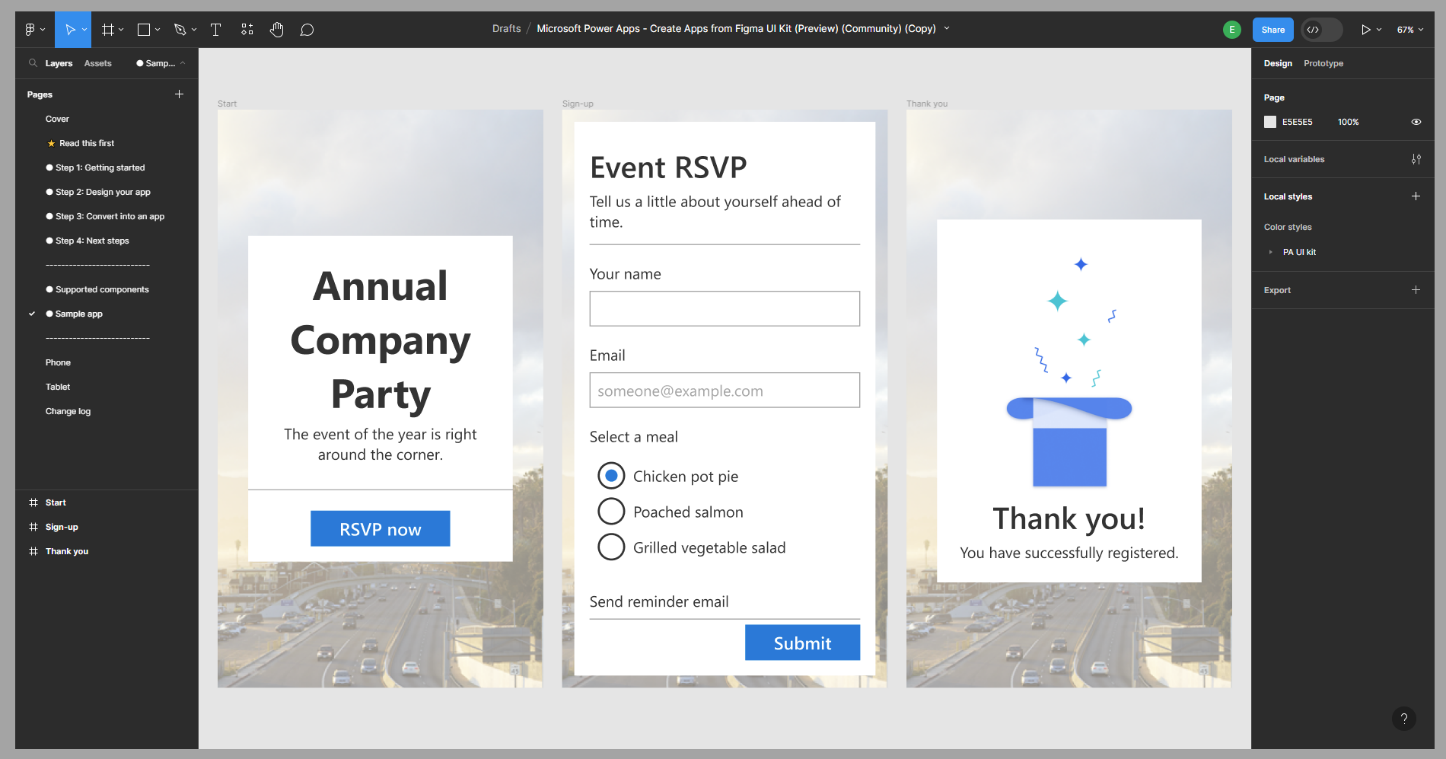 Drafts / Microsoft Power Apps - Create Apps from Figma UI Kit (Preview) (Community) (Copy)
E
Share
67%
Layers Assets Samp...
Pages
Cover
Read this first
Step 1: Getting started
Step 2: Design your app
Step 3: Convert into an app
Step 4: Next steps
---------------------------
Supported components
Sample app
---------------------------
Phone
Tablet
Change log
Start
Sign-up
Thank you
Start
Annual
Company
Party
The event of the year is right
around the corner.
RSVP now
Sign-up
Event RSVP
Tell us a little about yourself ahead of
time.
Your name
Email
someone@example.com
Select a meal
Chicken pot pie
Poached salmon
Grilled vegetable salad
Send reminder email
Submit
Thank you
Thank you!
You have successfully registered.
Design Prototype
Page
E5E5E5 100%
Local variables
Local styles
Color styles
PA UI kit
Export
?